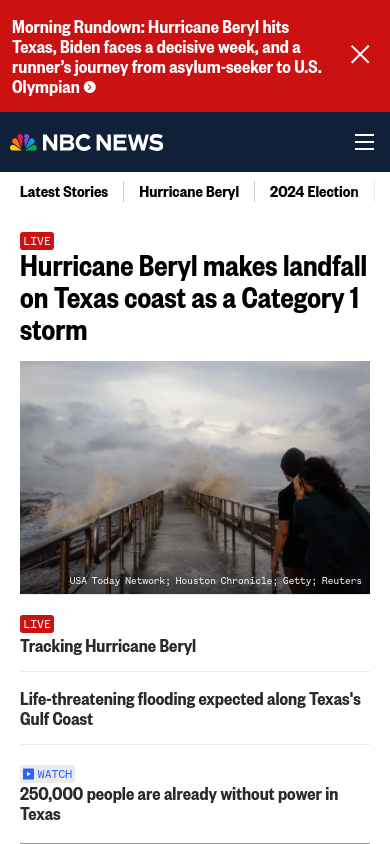 Morning Rundown: Hurricane Beryl hits
Texas, Biden faces a decisive week, and a
runner’s journey from asylum-seeker to U.S.
Olympian
NBC NEWS
Latest Stories
Hurricane Beryl
2024 Election
LIVE
Hurricane Beryl makes landfall
on Texas coast as a Category 1
storm
USA Today Network; Houston Chronicle; Getty; Reuters
LIVE
Tracking Hurricane Beryl
Life-threatening flooding expected along Texas's
Gulf Coast
WATCH
250,000 people are already without power in
Texas